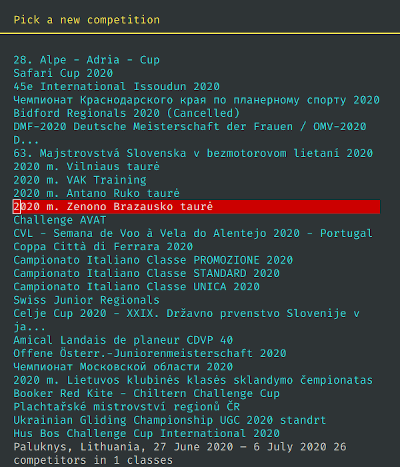 Pick a new competition
28. Alpe - Adria - Cup
Safari Cup 2020
45e International Issoudun 2020
Чемпионат Краснодарского края по планерному спорту 2020
Bidford Regionals 2020 (Cancelled)
DMF-2020 Deutsche Meisterschaft der Frauen / OMV-2020
D...
63. Majstrovstvá Slovenska v bezmotorovom lietaní 2020
2020 m. Vilniaus taurė
2020 m. VAK Training
2020 m. Antano Ruko taurė
2020 m. Zenono Brazausko taurė
Challenge AVAT
CVL - Semana de Voo à Vela do Alentejo 2020 - Portugal
Coppa Città di Ferrara 2020
Campionato Italiano Classe PROMOZIONE 2020
Campionato Italiano Classe STANDARD 2020
Campionato Italiano Classe UNICA 2020
Swiss Junior Regionals
Celje Cup 2020 - XXIX. Državno prvenstvo Slovenije v
ja...
Amical Landais de planeur CDVP 40
Offene Österr.-Juniorenmeisterschaft 2020
Чемпионат Московской области 2020
2020 m. Lietuvos klubinės klasės sklandymo čempionatas
Booker Red Kite - Chiltern Challenge Cup
Plachtařské mistrovství regionů ČR
Ukrainian Gliding Championship UGC 2020 standrt
Hus Bos Challenge Cup International 2020
Paluknys, Lithuania, 27 June 2020 – 6 July 2020 26
competitors in 1 classes